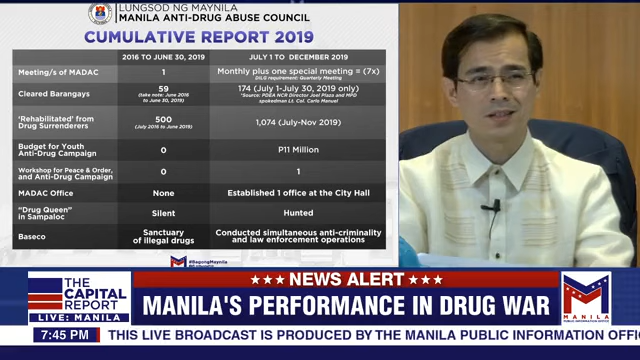 LUNGSOD NG MAYNILA
MANILA ANTI-DRUG ABUSE COUNCIL
CUMULATIVE REPORT 2019
2016 TO JUNE 30, 2019
JULY 1 TO DECEMBER 2019
Meeting/s of MADAC
1
Monthly plus one special meeting = (7x)
DILG requirement: Quarterly Meeting
Cleared Barangays
59
(take note: June 2016
to June 30, 2019)
174 (July 1-July 30, 2019 only)
*Source: PDEA NCR Director Joel Plaza and MPD
spokedman Lt. Col. Carlo Manuel
'Rehabilitated' from
Drug Surrenderers
500
(July 2016 to June 2019)
1,074 (July-Nov 2019)
Budget for Youth
Anti-Drug Campaign
0
P11 Million
Workshop for Peace & Order,
and Anti-Drug Campaign
0
1
MADAC Office
None
Established 1 office at the City Hall
"Drug Queen"
in Sampaloc
Silent
Hunted
Baseco
Sanctuary
of illegal drugs
Conducted simultaneous anti-criminality
and law enforcement operations
#BagongMaynila
THE
CAPITAL
REPORT
LIVE: MANILA
NEWS ALERT
MANILA'S PERFORMANCE IN DRUG WAR
MANILA
PUBLIC INFORMATION OFFICE
7:45 PM
THIS LIVE BROADCAST IS PRODUCED BY THE MANILA PUBLIC INFORMATION OFFI